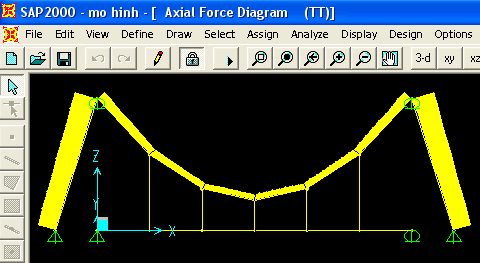 SAP2000 - mo hinh - [  Axial Force Diagram    (TT)]
File Edit View Define Draw Select Assign Analyze Display Design Options
3-d xy xz
Z
Y
X